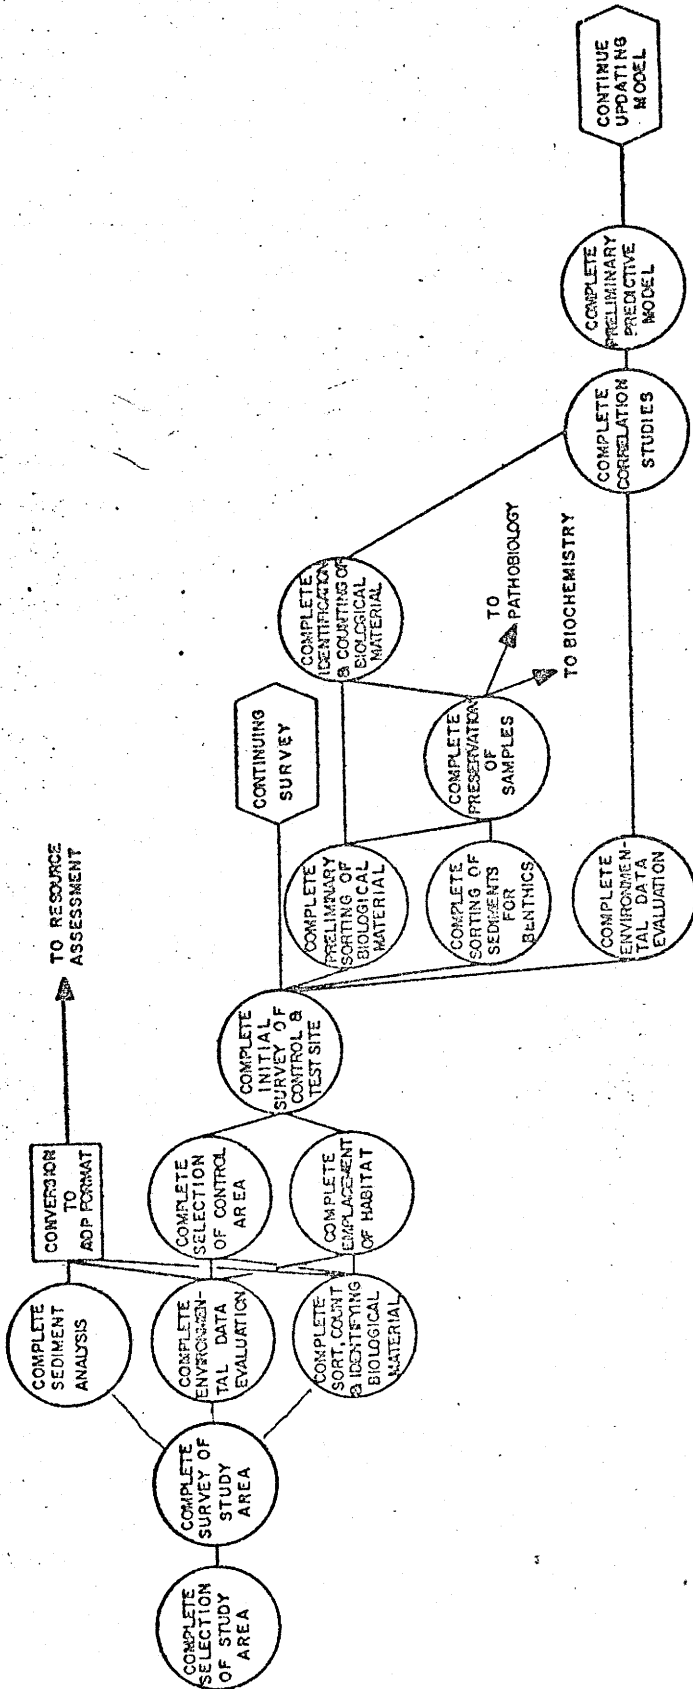 COMPLETE
SELECTION
OF STUDY
AREA
COMPLETE
SURVEY OF
STUDY
AREA
COMPLETE
SEDIMENT
ANALYSIS
COMPLETE
ENVIRONMEN-
TAL DATA
EVALUATION
COMPLETE
SORT, COUNT
& IDENTIFYING
BIOLOGICAL
MATERIAL
CONVERSION
TO
ADP FORMAT
TO RESOURCE
ASSESSMENT
COMPLETE
SELECTION
OF CONTROL
AREA
COMPLETE
EMPLACEMENT
OF HABITAT
COMPLETE
INITIAL
SURVEY OF
CONTROL &
TEST SITE
CONTINUING
SURVEY
COMPLETE
PRELIMINARY
SORTING OF
BIOLOGICAL
MATERIAL
COMPLETE
SORTING OF
SEDIMENTS
FOR
BENTHICS
COMPLETE
ENVIRONMEN-
TAL DATA
EVALUATION
COMPLETE
PRESERVATION
OF
SAMPLES
COMPLETE
IDENTIFICATION
& COUNTING OF
BIOLOGICAL
MATERIAL
TO
PATHOBIOLOGY
TO BIOCHEMISTRY
COMPLETE
CORRELATION
STUDIES
COMPLETE
PRELIMINARY
PREDICTIVE
MODEL
CONTINUE
UPDATING
MODEL